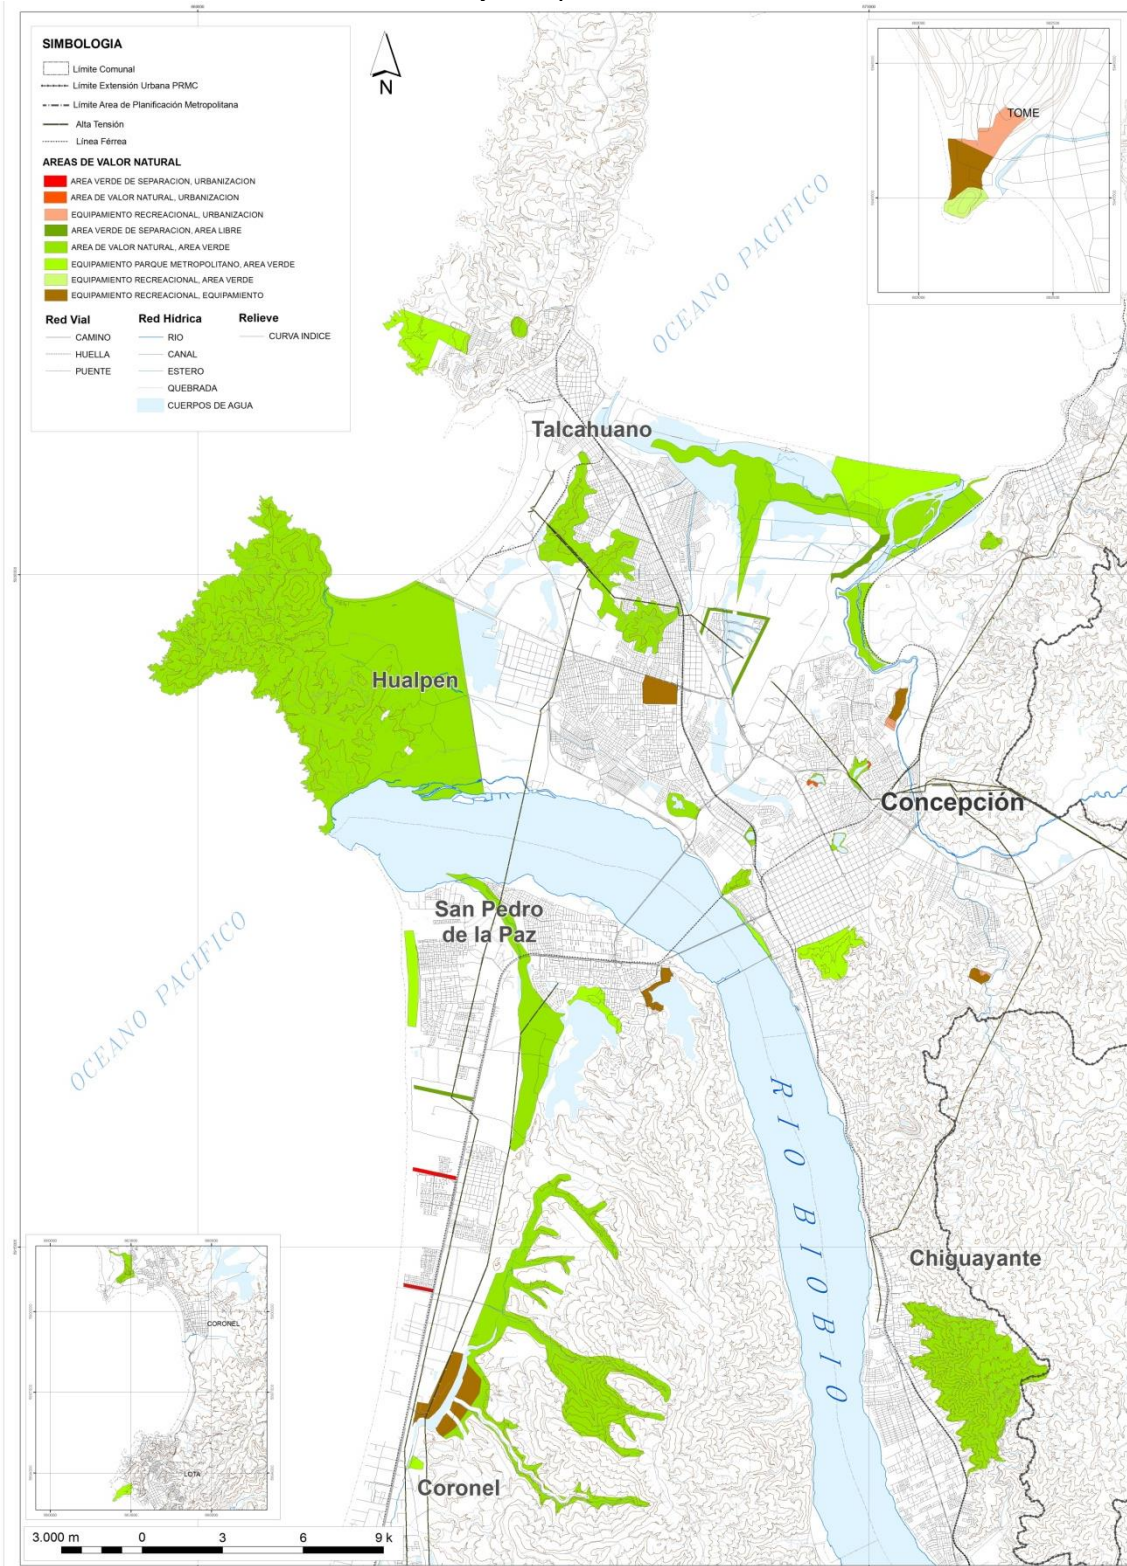 SIMBOLOGIA
Límite Comunal
Límite Extensión Urbana PRMC
Límite Area de Planificación Metropolitana
Alta Tensión
Línea Férrea
AREAS DE VALOR NATURAL
AREA VERDE DE SEPARACION, URBANIZACION
AREA DE VALOR NATURAL, URBANIZACION
EQUIPAMIENTO RECREACIONAL, URBANIZACION
AREA VERDE DE SEPARACION, AREA LIBRE
AREA DE VALOR NATURAL, AREA VERDE
EQUIPAMIENTO PARQUE METROPOLITANO, AREA VERDE
EQUIPAMIENTO RECREACIONAL, AREA VERDE
EQUIPAMIENTO RECREACIONAL, EQUIPAMIENTO
Red Vial
CAMINO
HUELLA
PUENTE
Red Hídrica
RIO
CANAL
ESTERO
QUEBRADA
CUERPOS DE AGUA
Relieve
CURVA INDICE
N
TOME
OCEANO PACIFICO
Talcahuano
Hualpen
Concepción
San Pedro
de la Paz
OCEANO PACIFICO
RIO BIOBIO
Chiguayante
Coronel
CORONEL
LOTA
3.000 m 0 3 6 9 k